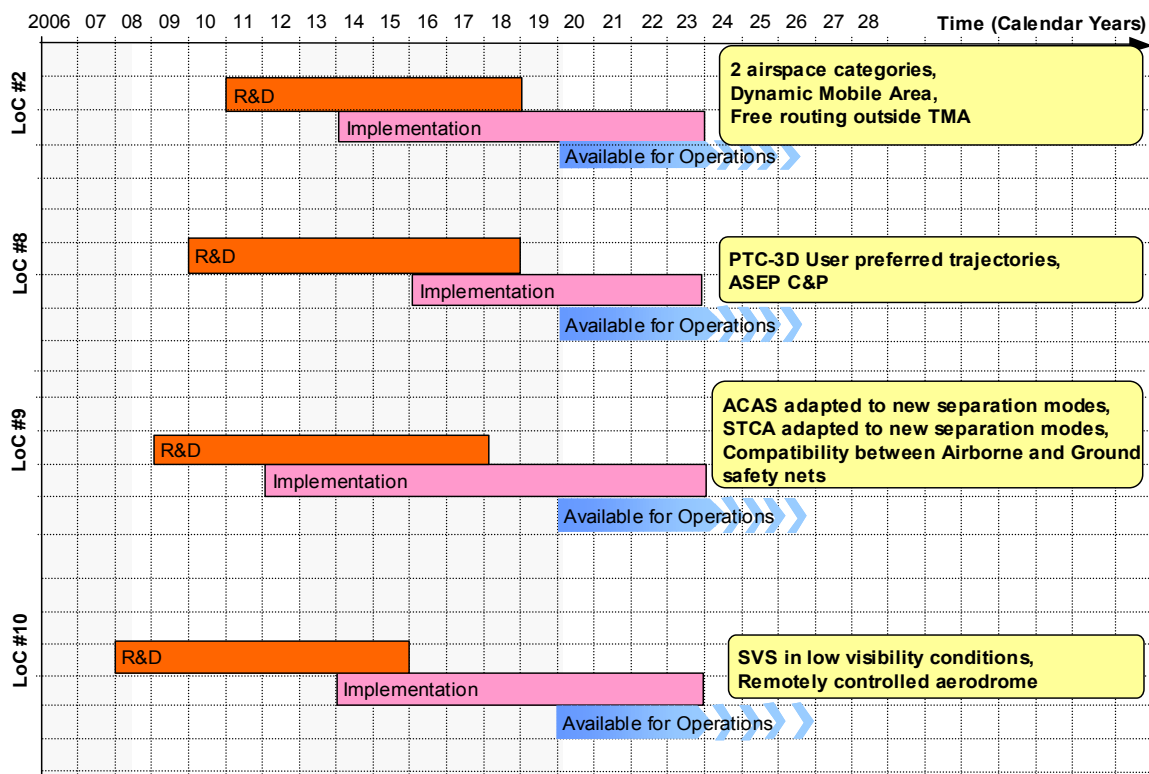 2006 07 08 09 10 11 12 13 14 15 16 17 18 19 20 21 22 23 24 25 26 27 28 Time (Calendar Years)
LoC #2
R&D
Implementation
Available for Operations
2 airspace categories,
Dynamic Mobile Area,
Free routing outside TMA
LoC #8
R&D
Implementation
Available for Operations
PTC-3D User preferred trajectories,
ASEP C&P
LoC #9
R&D
Implementation
Available for Operations
ACAS adapted to new separation modes,
STCA adapted to new separation modes,
Compatibility between Airborne and Ground
safety nets
LoC #10
R&D
Implementation
Available for Operations
SVS in low visibility conditions,
Remotely controlled aerodrome